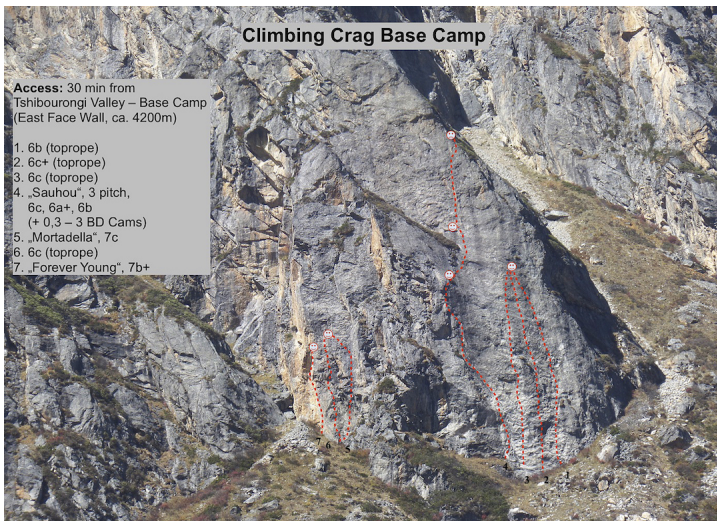 Climbing Crag Base Camp
Access: 30 min from
Tshibourongi Valley – Base Camp
(East Face Wall, ca. 4200m)
1. 6b (toprope)
2. 6c+ (toprope)
3. 6c (toprope)
4. „Sauhou“, 3 pitch,
6c, 6a+, 6b
(+ 0,3 – 3 BD Cams)
5. „Mortadella“, 7c
6. 6c (toprope)
7. „Forever Young“, 7b+
7 6 5 4 3 2 1